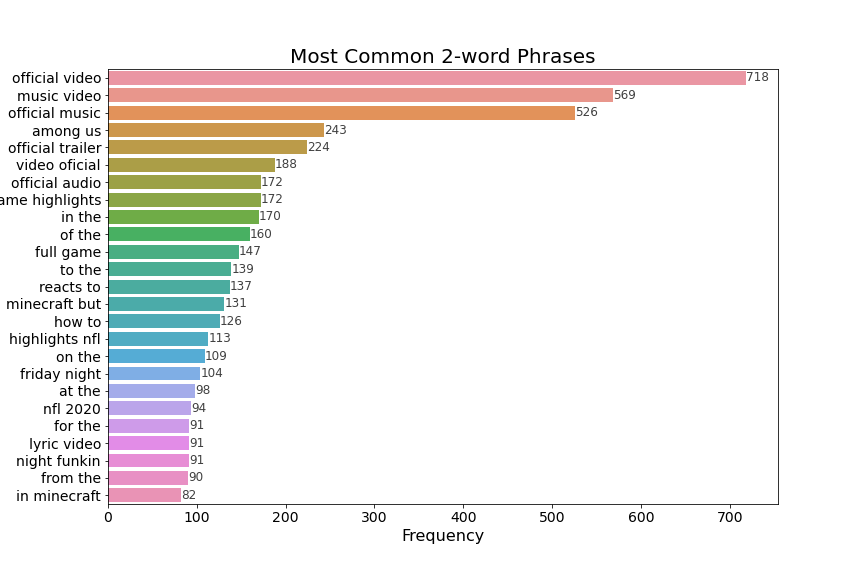 Most Common 2-word Phrases
official video 718
music video 569
official music 526
among us 243
official trailer 224
video oficial 188
official audio 172
ame highlights 172
in the 170
of the 160
full game 147
to the 139
reacts to 137
minecraft but 131
how to 126
highlights nfl 113
on the 109
friday night 104
at the 98
nfl 2020 94
for the 91
lyric video 91
night funkin 91
from the 90
in minecraft 82
0 100 200 300 400 500 600 700
Frequency